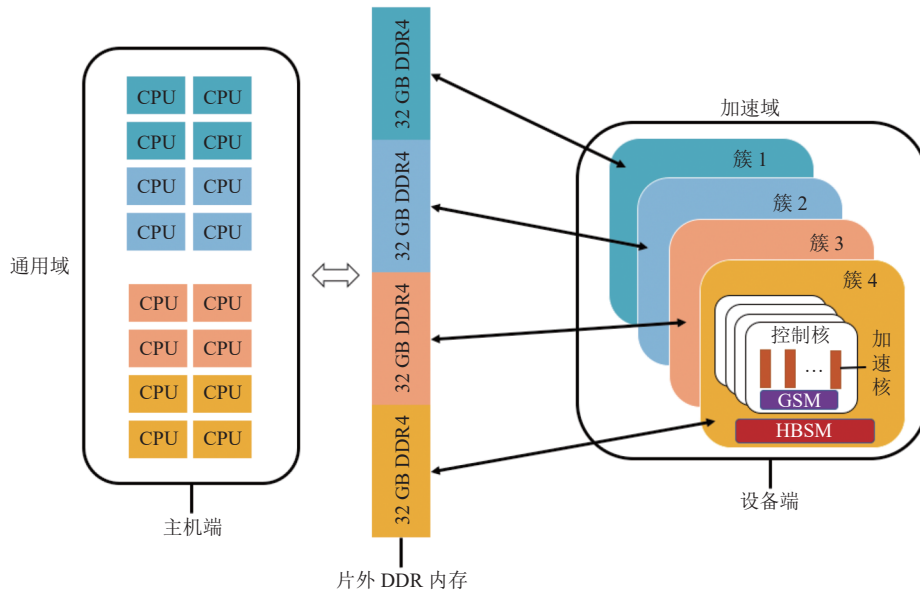 通用域
CPU CPU
CPU CPU
CPU CPU
CPU CPU
CPU CPU
CPU CPU
CPU CPU
CPU CPU
主机端
32 GB DDR4
32 GB DDR4
32 GB DDR4
32 GB DDR4
片外 DDR 内存
加速域
簇 1
簇 2
簇 3
簇 4
控制核
…
GSM
HBSM
加速核
设备端